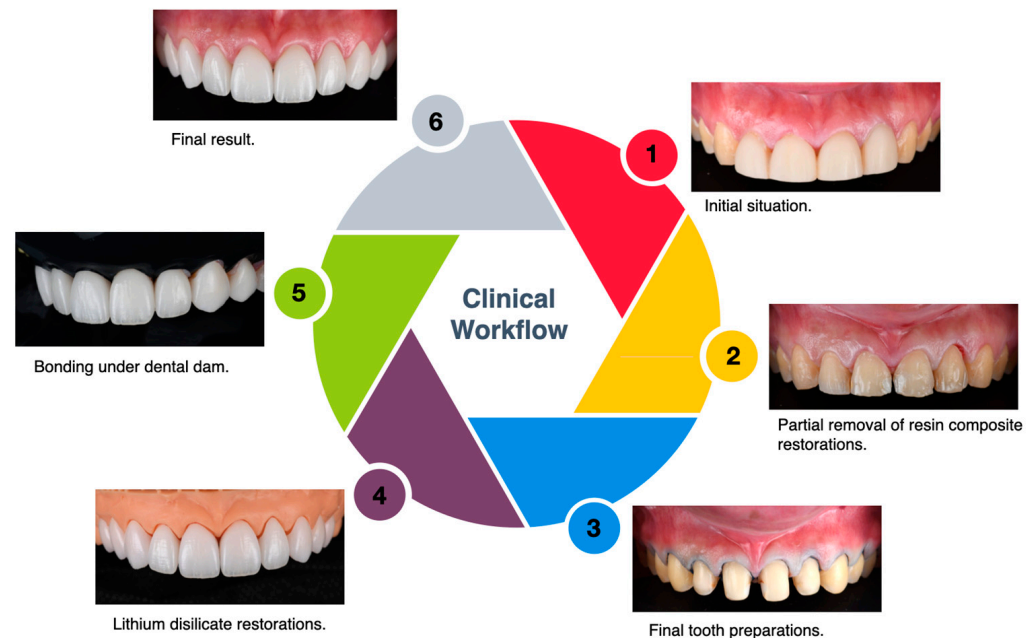 Clinical
Workflow
1
Initial situation.
2
Partial removal of resin composite
restorations.
3
Final tooth preparations.
4
Lithium disilicate restorations.
5
Bonding under dental dam.
6
Final result.